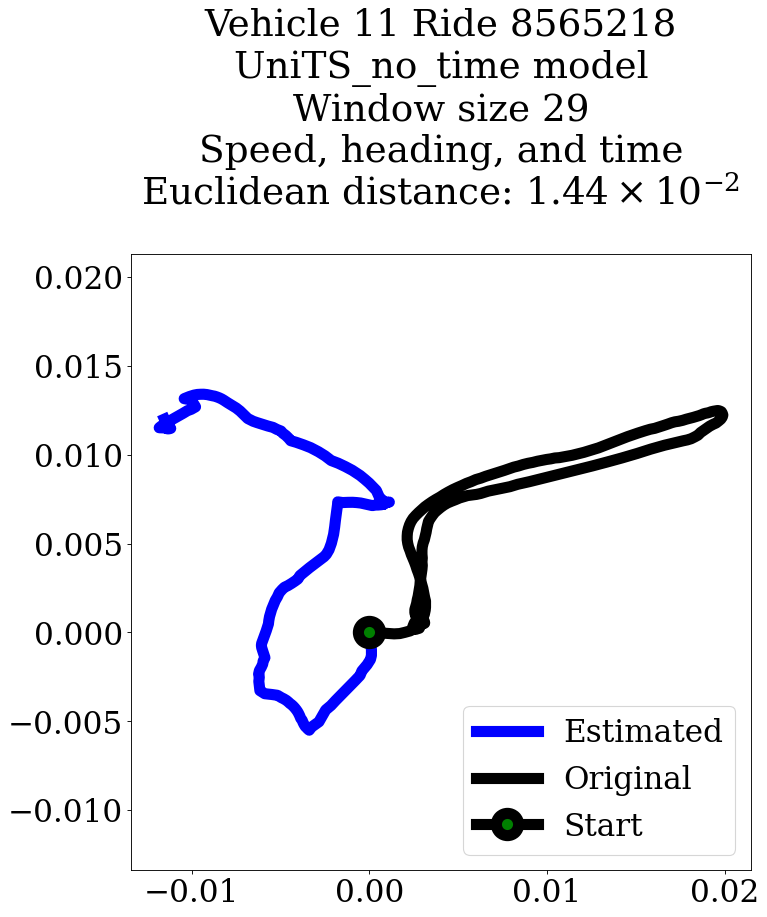 Vehicle 11 Ride 8565218
UniTS_no_time model
Window size 29
Speed, heading, and time
Euclidean distance: 1.44 × 10⁻²
0.020
0.015
0.010
0.005
0.000
−0.005
−0.010
−0.01
0.00
0.01
0.02
Estimated
Original
Start